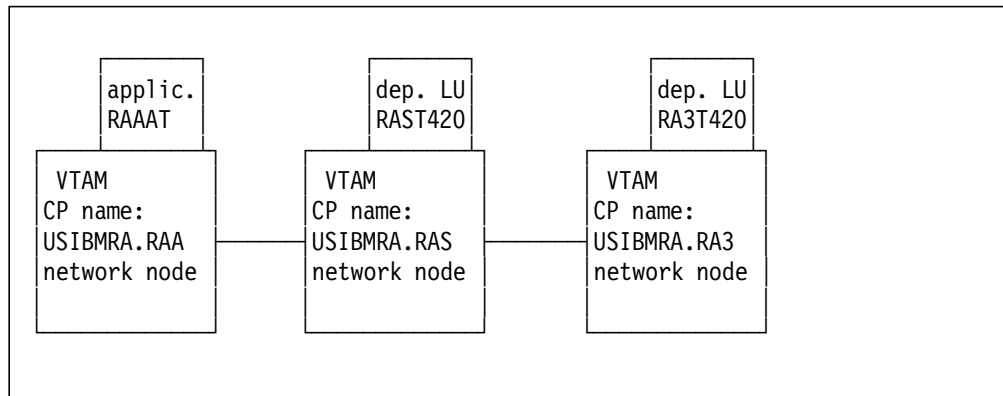 applic.
RAAAT
dep. LU
RAST420
dep. LU
RA3T420
VTAM
CP name:
USIBMRA.RAA
network node
VTAM
CP name:
USIBMRA.RAS
network node
VTAM
CP name:
USIBMRA.RA3
network node